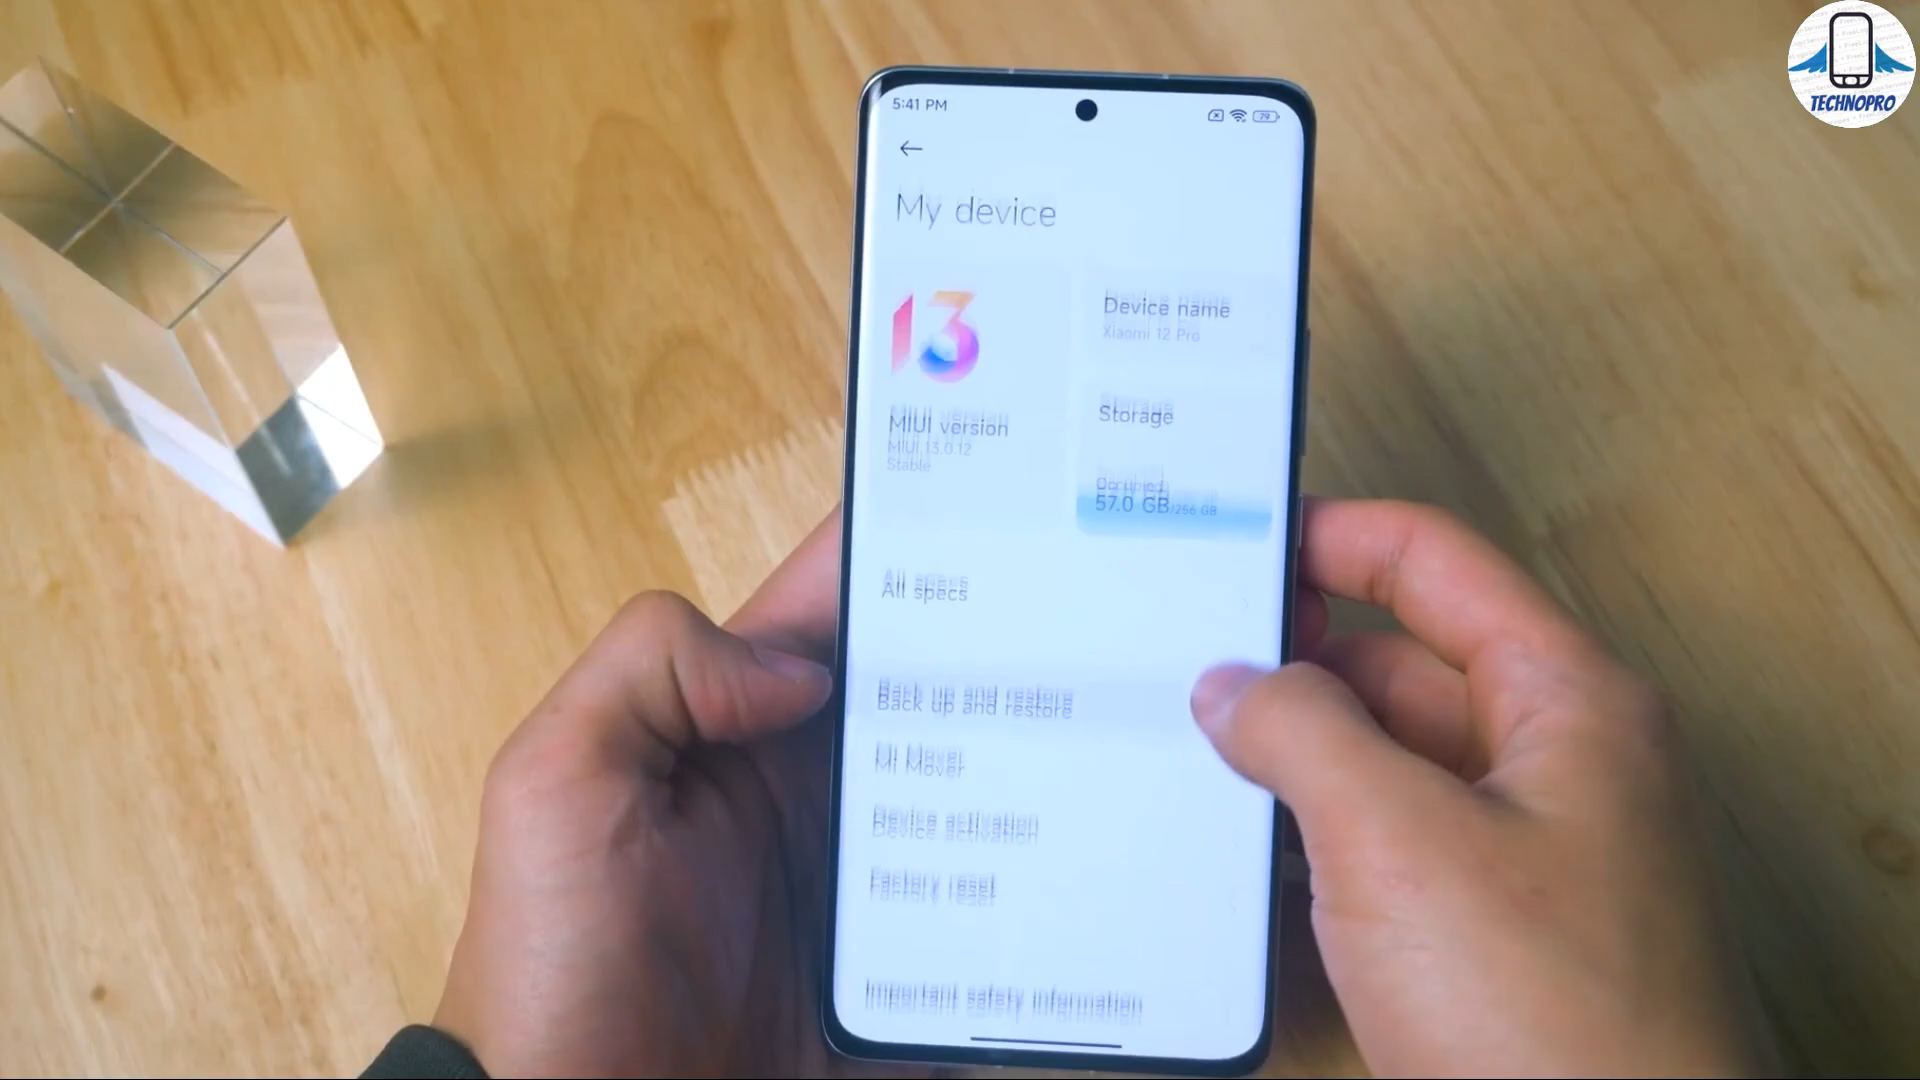 TECHNOPRO
5:41 PM
79
My device
13
Device name
Xiaomi 12 Pro
MIUI version
MIUI 13.0.12
Stable
Storage
Occupied
57.0 GB/256 GB
All specs
Back up and restore
Mi Mover
Device activation
Factory reset
Important safety information